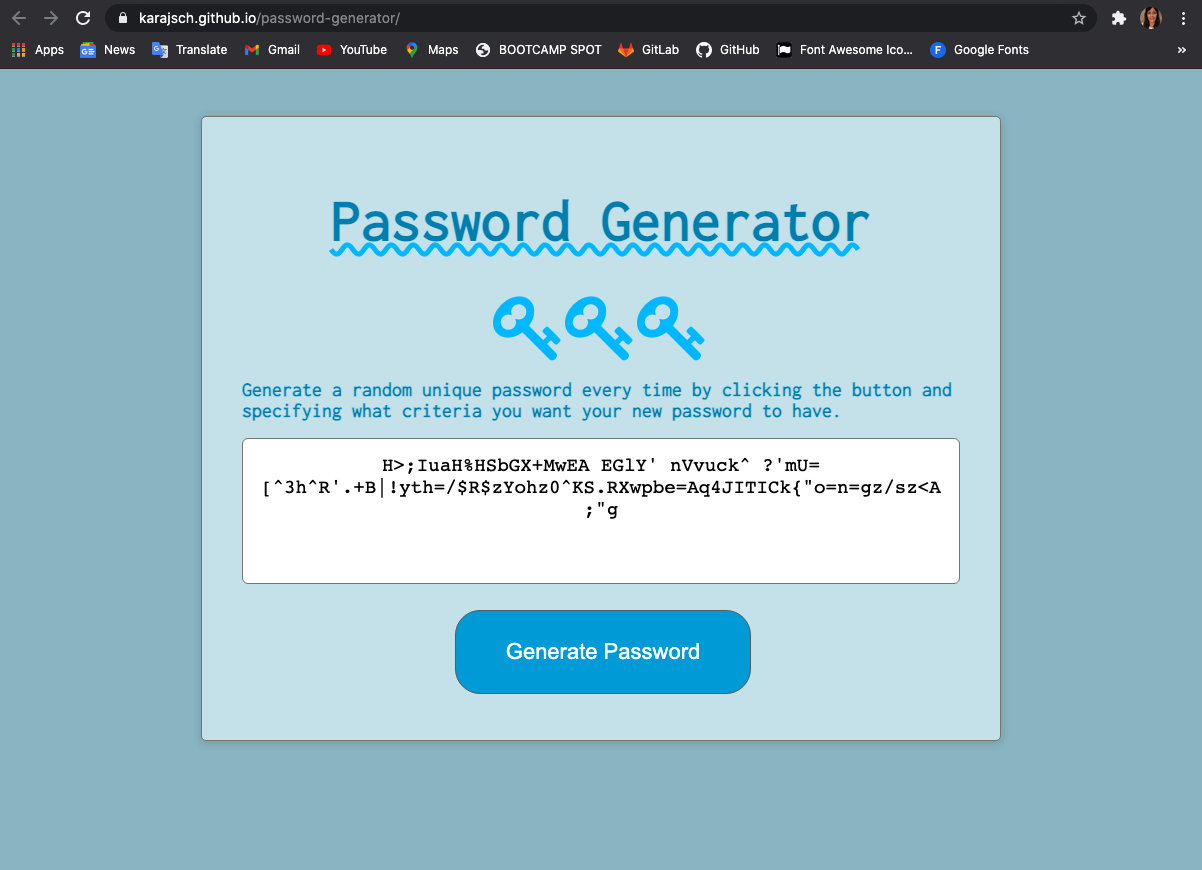 karajsch.github.io/password-generator/
Apps GE News Translate Gmail YouTube Maps BOOTCAMP SPOT GitLab GitHub Font Awesome Ico... F Google Fonts »
Password Generator
Generate a random unique password every time by clicking the button and
specifying what criteria you want your new password to have.
H>;IuaH%HSbGX+MwEA EGlY' nVvuck^ ?'mU=
[^3h^R'.+B|!yth=/$R$zYohz0^KS.RXwpbe=Aq4JITICk{"o=n=gz/sz<A
;"g
Generate Password